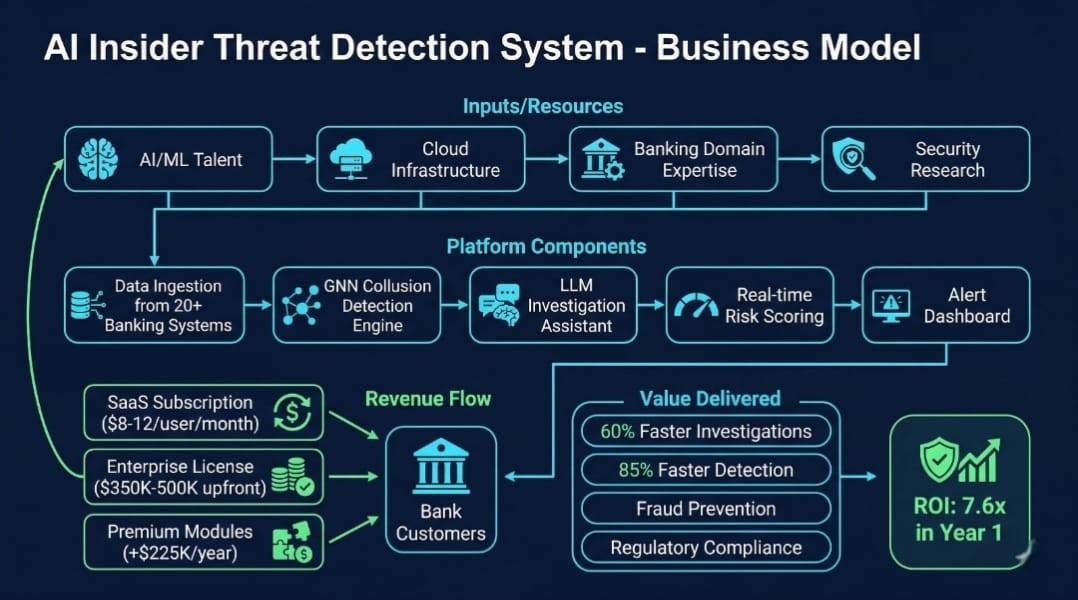 AI Insider Threat Detection System - Business Model
Inputs/Resources
AI/ML Talent
Cloud
Infrastructure
Banking Domain
Expertise
Security
Research
Platform Components
Data Ingestion
from 20+
Banking Systems
GNN Collusion
Detection
Engine
LLM
Investigation
Assistant
Real-time
Risk Scoring
Alert
Dashboard
SaaS Subscription
($8-12/user/month)
Enterprise License
($350K-500K upfront)
Premium Modules
(+$225K/year)
Revenue Flow
Bank
Customers
Value Delivered
60% Faster Investigations
85% Faster Detection
Fraud Prevention
Regulatory Compliance
ROI: 7.6x
in Year 1